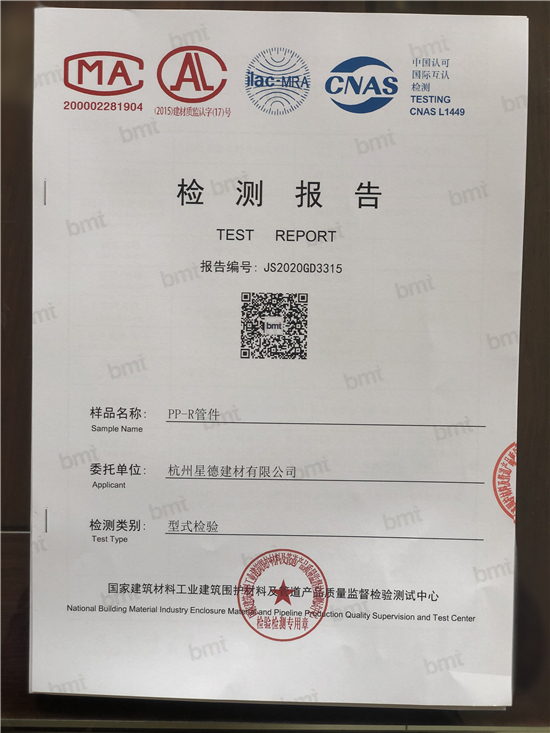 MA
AL
ilac-MRA
CNAS
中国认可
国际互认
检测
TESTING
CNAS L1449
200002281904
(2015)建材质监认字(17)号
bmt
检测报告
TEST REPORT
报告编号: JS2020GD3315
bmt
样品名称: PP-R管件
Sample Name
委托单位: 杭州星德建材有限公司
Applicant
检测类别: 型式检验
Test Type
国家建筑材料工业建筑围护材料及管道产品质量监督检验测试中心
National Building Material Industry Enclosure Material and Pipeline Production Quality Supervision and Test Center
检验检测专用章